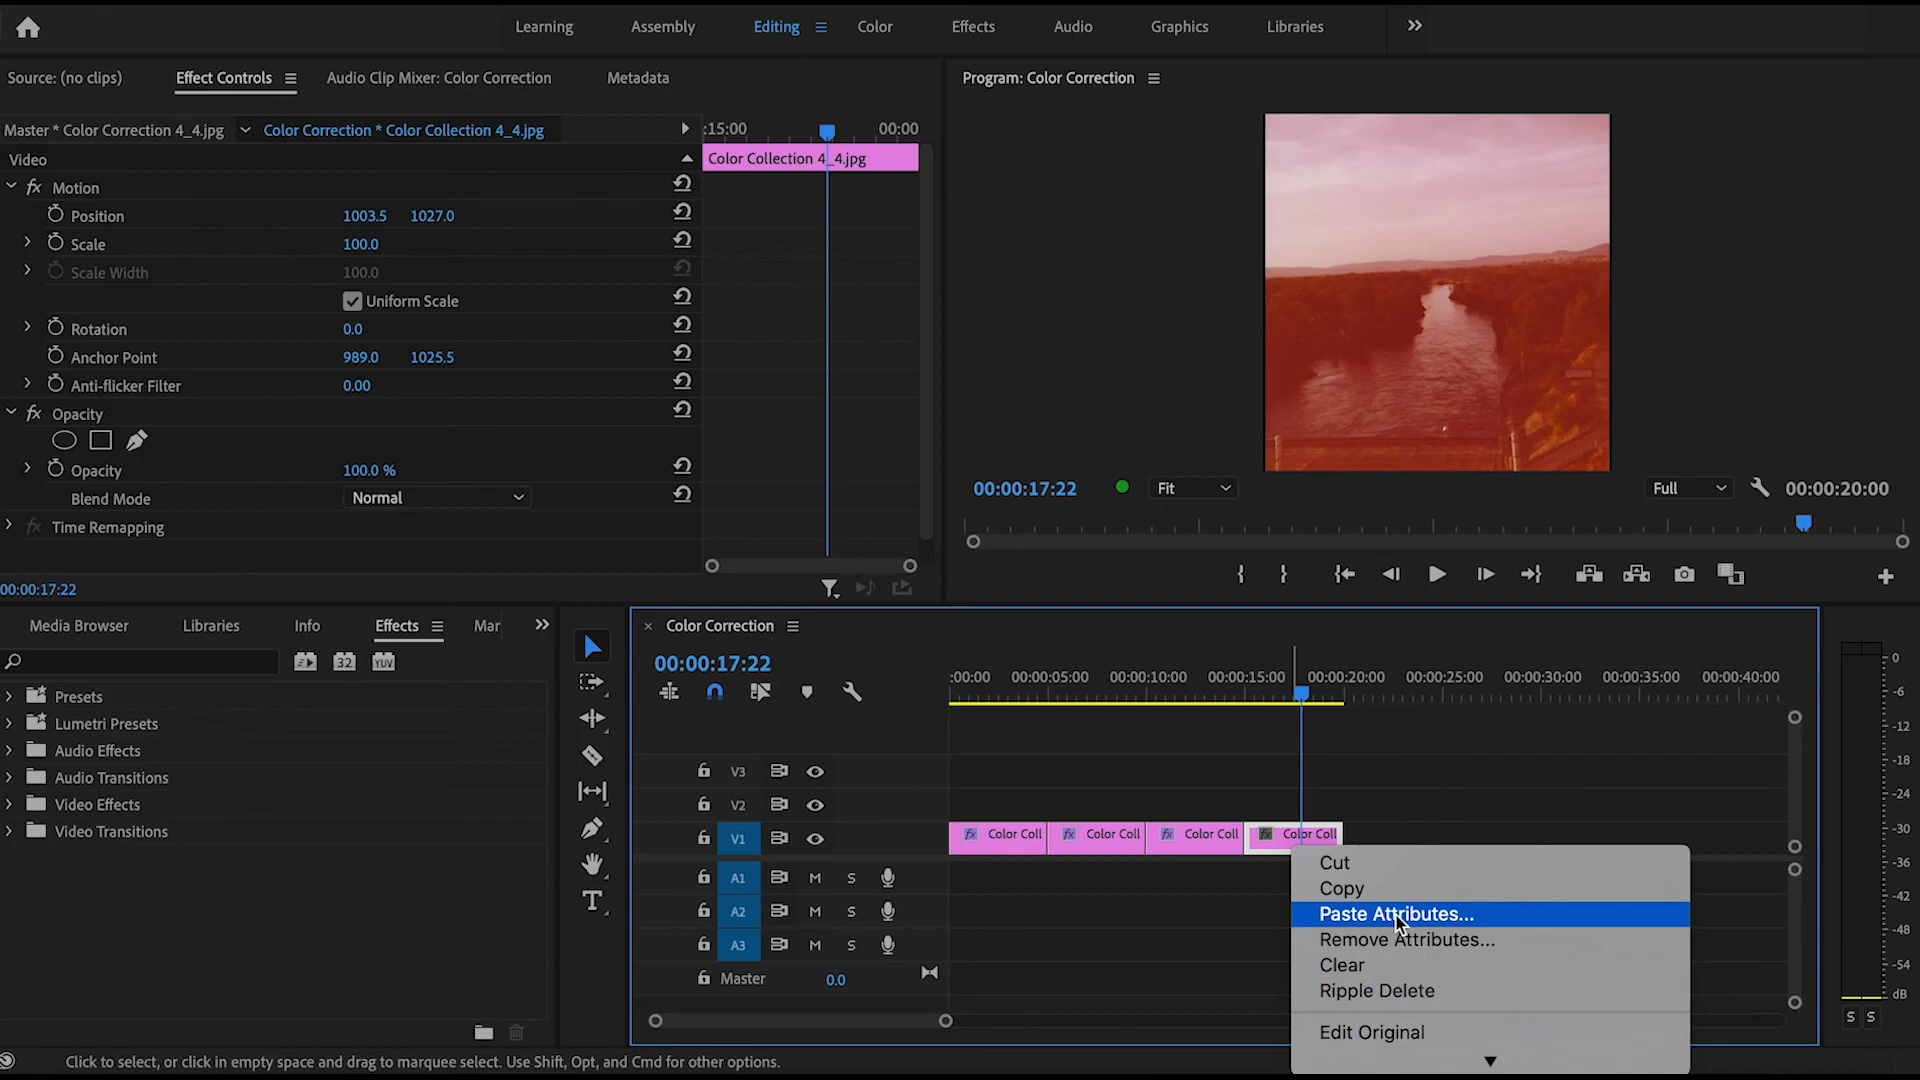 Learning Assembly Editing Color Effects Audio Graphics Libraries
Source: (no clips) Effect Controls Audio Clip Mixer: Color Correction Metadata
Master * Color Correction 4_4.jpg Color Correction * Color Collection 4_4.jpg
:15:00 00:00
Video
Color Collection 4_4.jpg
fx Motion
Position 1003.5 1027.0
Scale 100.0
Scale Width 100.0
Uniform Scale
Rotation 0.0
Anchor Point 989.0 1025.5
Anti-flicker Filter 0.00
fx Opacity
Opacity 100.0 %
Blend Mode Normal
fx Time Remapping
00:00:17:22
Program: Color Correction
00:00:17:22 Fit Full 00:00:20:00
Media Browser Libraries Info Effects Mar
32 YUV
Presets
Lumetri Presets
Audio Effects
Audio Transitions
Video Effects
Video Transitions
T
Color Correction
00:00:17:22
:00:00 00:00:05:00 00:00:10:00 00:00:15:00 00:00:20:00 00:00:25:00 00:00:30:00 00:00:35:00 00:00:40:00
V3
V2
V1
fx Color Coll fx Color Coll fx Color Coll fx Color Coll
A1 M S
A2 M S
A3 M S
Master 0.0
Cut
Copy
Paste Attributes...
Remove Attributes...
Clear
Ripple Delete
Edit Original
0
-6
-12
-18
-24
-30
-36
-42
-48
-54
dB
S S
Click to select, or click in empty space and drag to marquee select. Use Shift, Opt, and Cmd for other options.